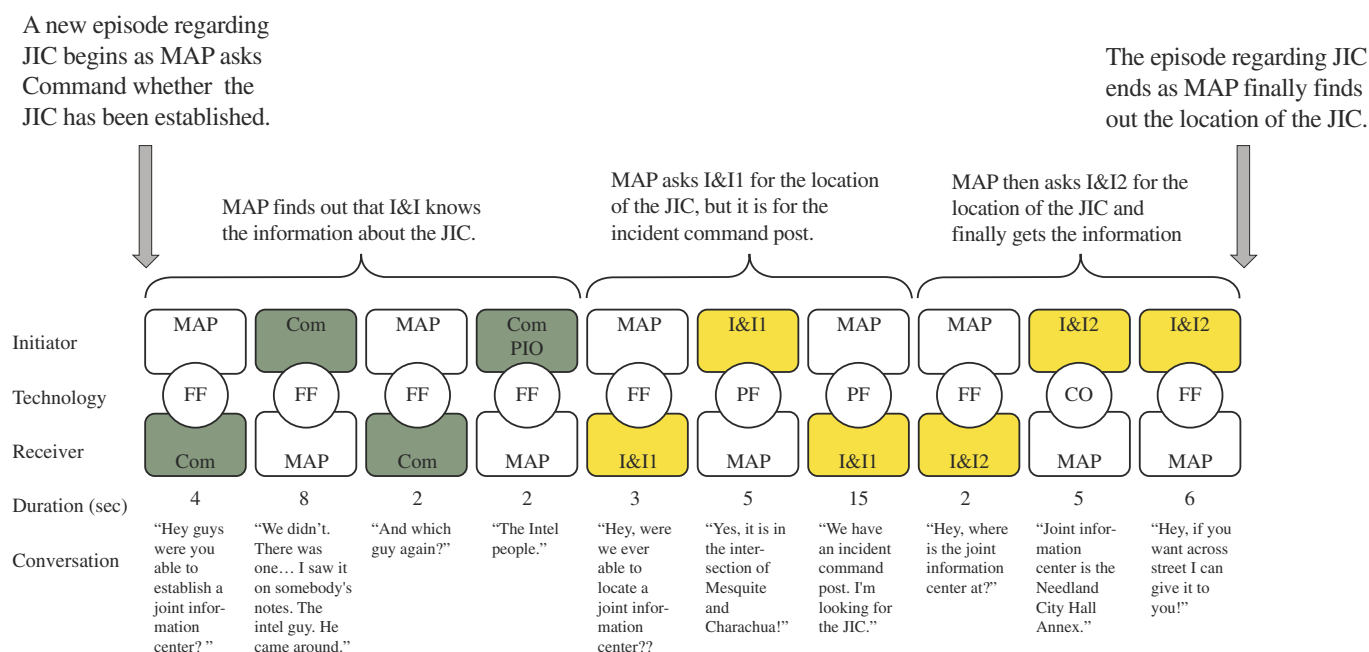 A new episode regarding
JIC begins as MAP asks
Command whether the
JIC has been established.
The episode regarding JIC
ends as MAP finally finds
out the location of the JIC.
MAP finds out that I&I knows
the information about the JIC.
MAP asks I&I1 for the location
of the JIC, but it is for the
incident command post.
MAP then asks I&I2 for the
location of the JIC and
finally gets the information
Initiator
MAP
Com
MAP
Com
PIO
MAP
I&I1
MAP
MAP
I&I2
I&I2
Technology
FF
FF
FF
FF
FF
PF
PF
FF
CO
FF
Receiver
Com
MAP
Com
MAP
I&I1
MAP
I&I1
I&I2
MAP
MAP
Duration (sec)
4
8
2
2
3
5
15
2
5
6
Conversation
“Hey guys
were you
able to
establish a
joint infor-
mation
center? ”
“We didn't.
There was
one… I saw it
on somebody's
notes. The
intel guy. He
came around.”
“And which
guy again?”
“The Intel
people.”
“Hey, were
we ever
able to
locate a
joint infor-
mation
center??
“Yes, it is in
the inter-
section of
Mesquite
and
Charachua!”
“We have
an incident
command
post. I'm
looking for
the JIC.”
“Hey, where
is the joint
information
center at?”
“Joint infor-
mation
center is the
Needland
City Hall
Annex.”
“Hey, if you
want across
street I can
give it to
you!”